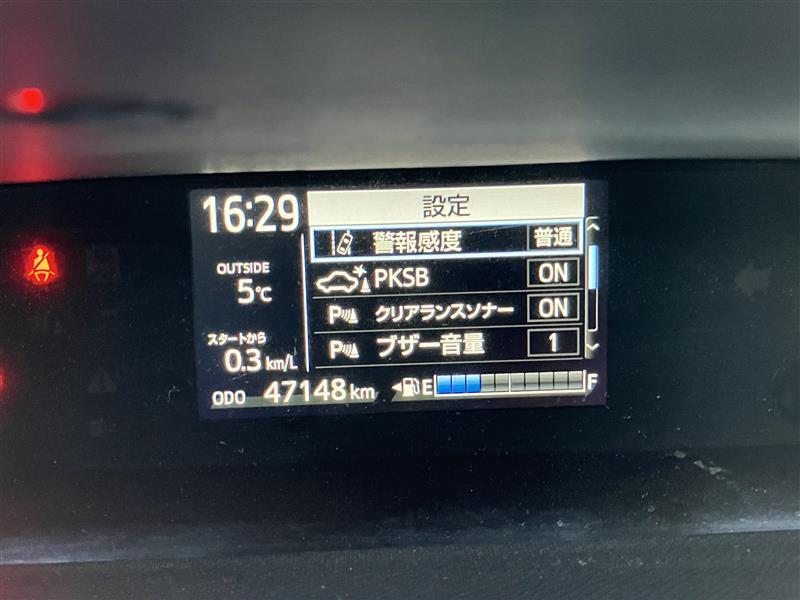 16:29
設定
警報感度 普通
OUTSIDE
5℃
PKSB ON
P クリアランスソナー ON
スタートから
0.3 km/L
P ブザー音量 1
ODO 47148 km
E F